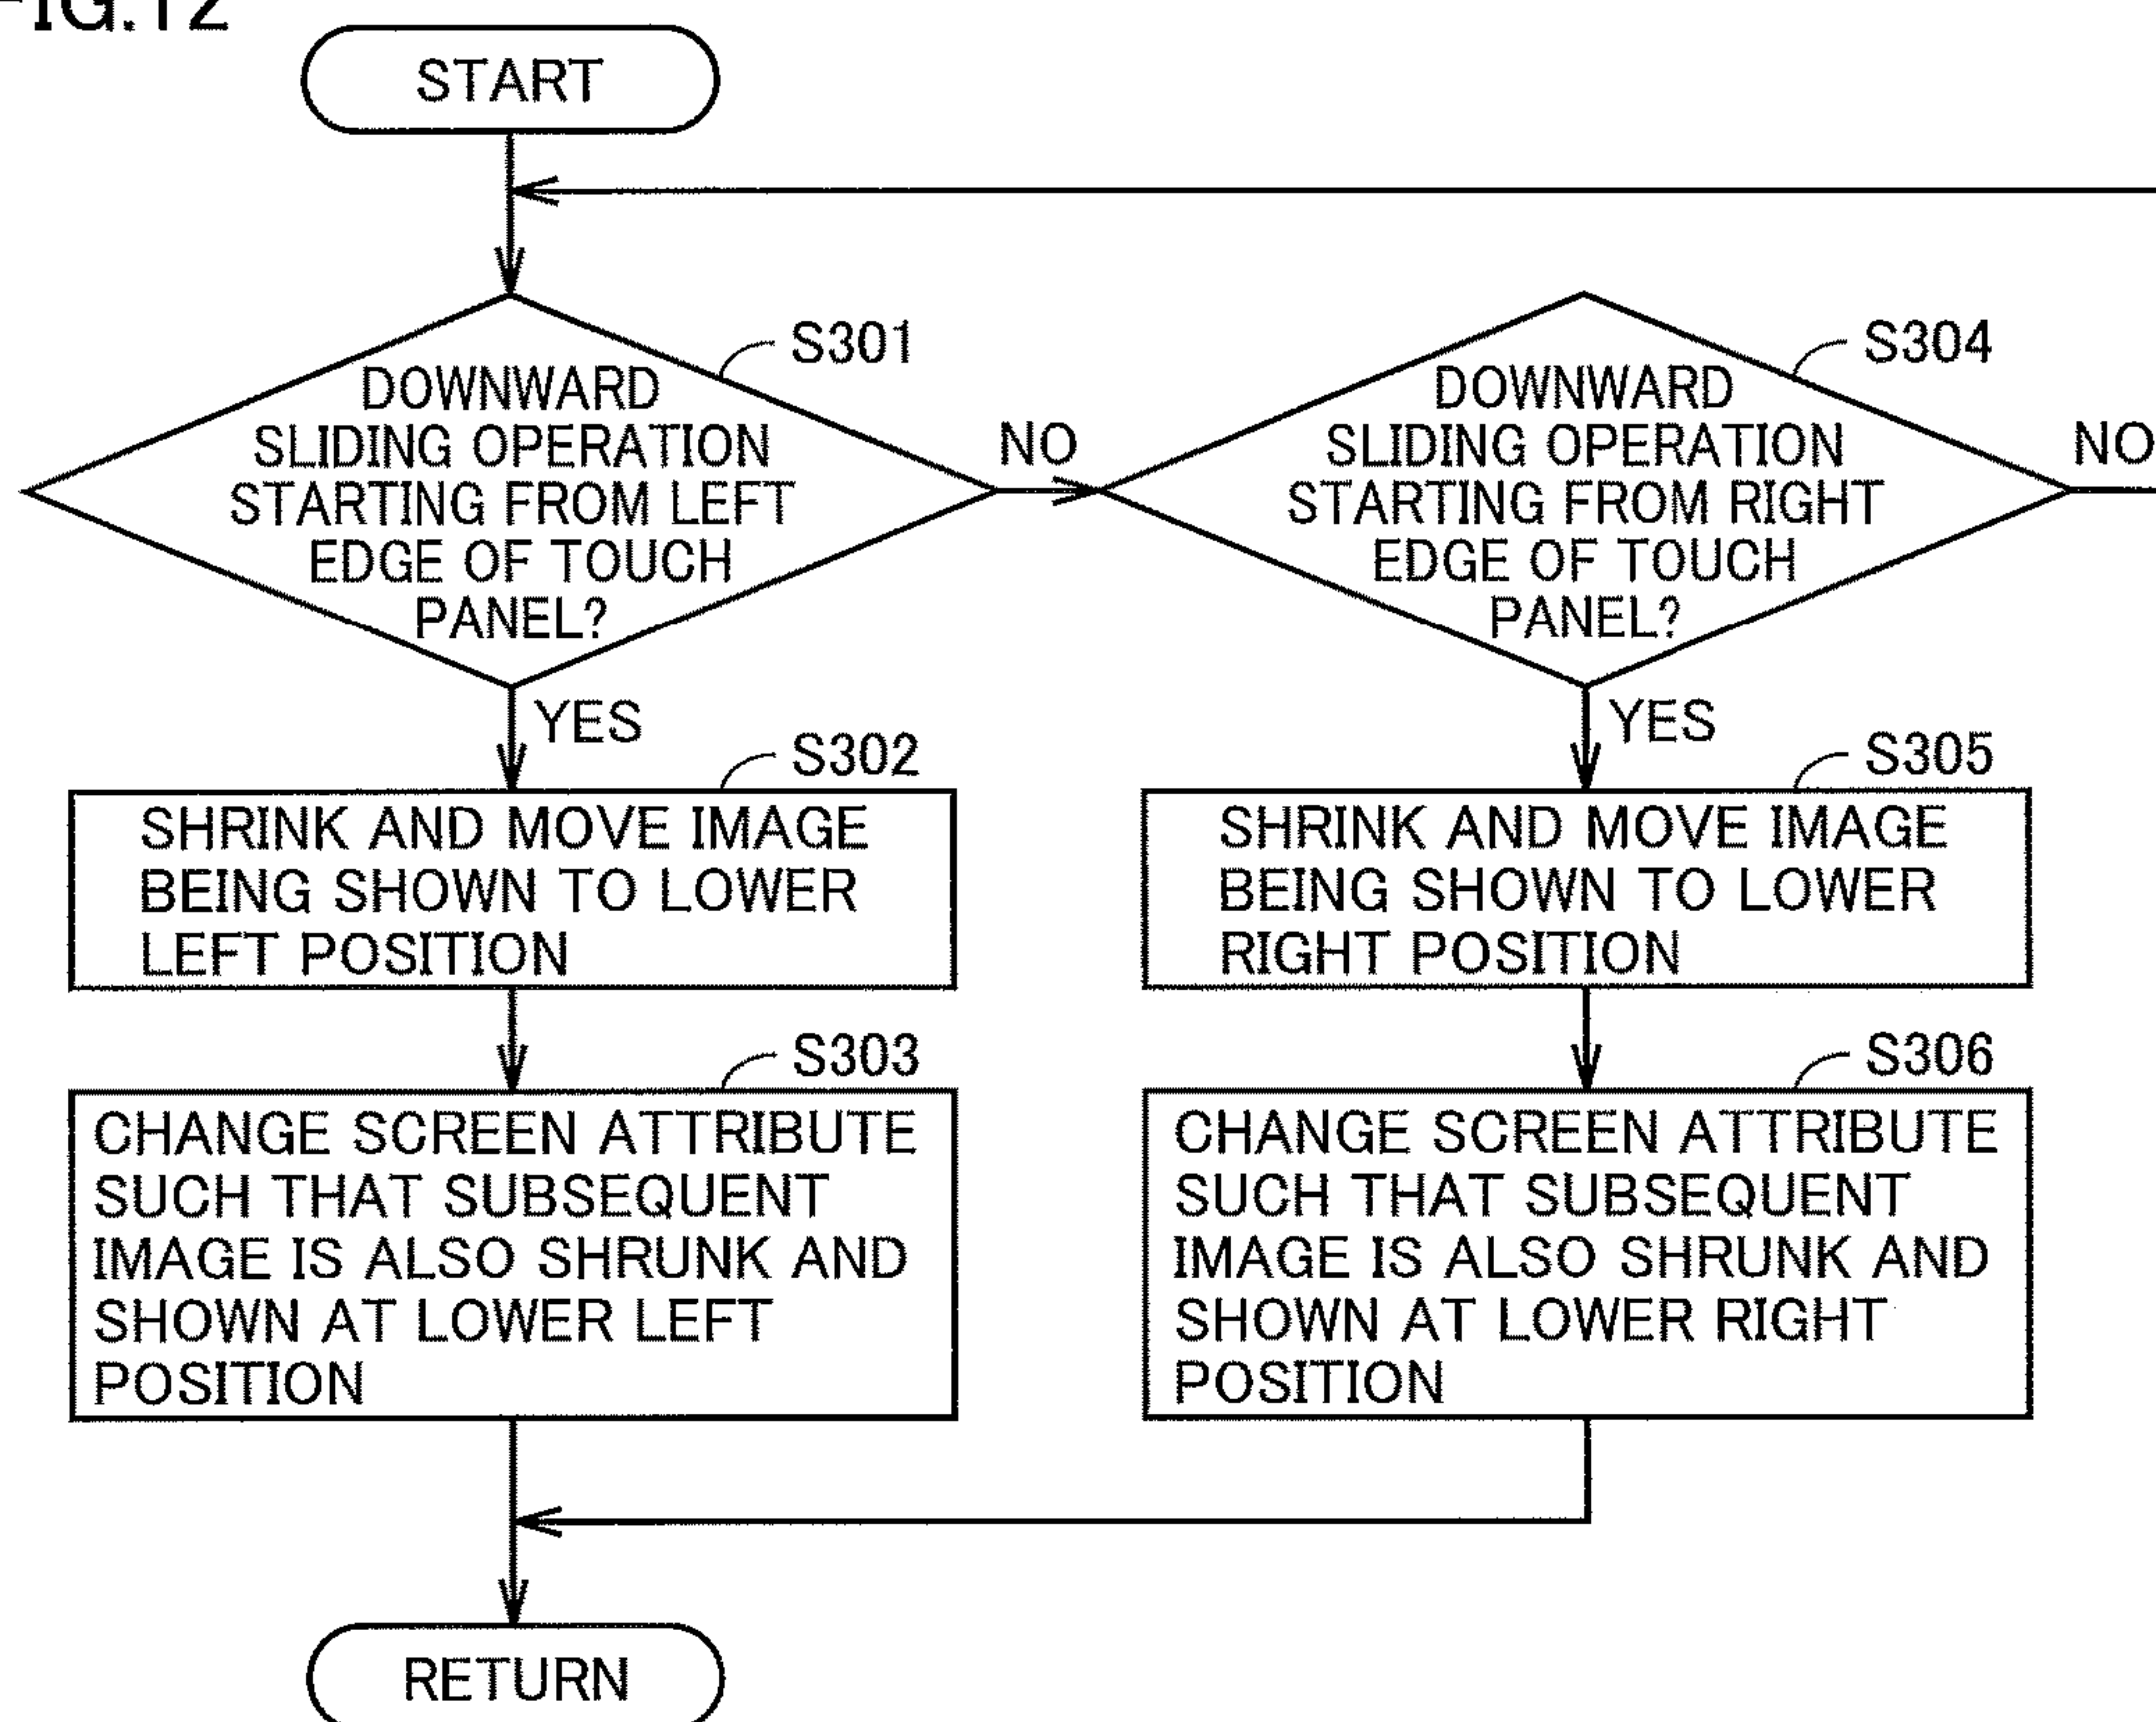 FIG.12
START
S301
DOWNWARD
SLIDING OPERATION
STARTING FROM LEFT
EDGE OF TOUCH
PANEL?
NO
YES
S302
SHRINK AND MOVE IMAGE
BEING SHOWN TO LOWER
LEFT POSITION
S303
CHANGE SCREEN ATTRIBUTE
SUCH THAT SUBSEQUENT
IMAGE IS ALSO SHRUNK AND
SHOWN AT LOWER LEFT
POSITION
S304
DOWNWARD
SLIDING OPERATION
STARTING FROM RIGHT
EDGE OF TOUCH
PANEL?
NO
YES
S305
SHRINK AND MOVE IMAGE
BEING SHOWN TO LOWER
RIGHT POSITION
S306
CHANGE SCREEN ATTRIBUTE
SUCH THAT SUBSEQUENT
IMAGE IS ALSO SHRUNK AND
SHOWN AT LOWER RIGHT
POSITION
RETURN